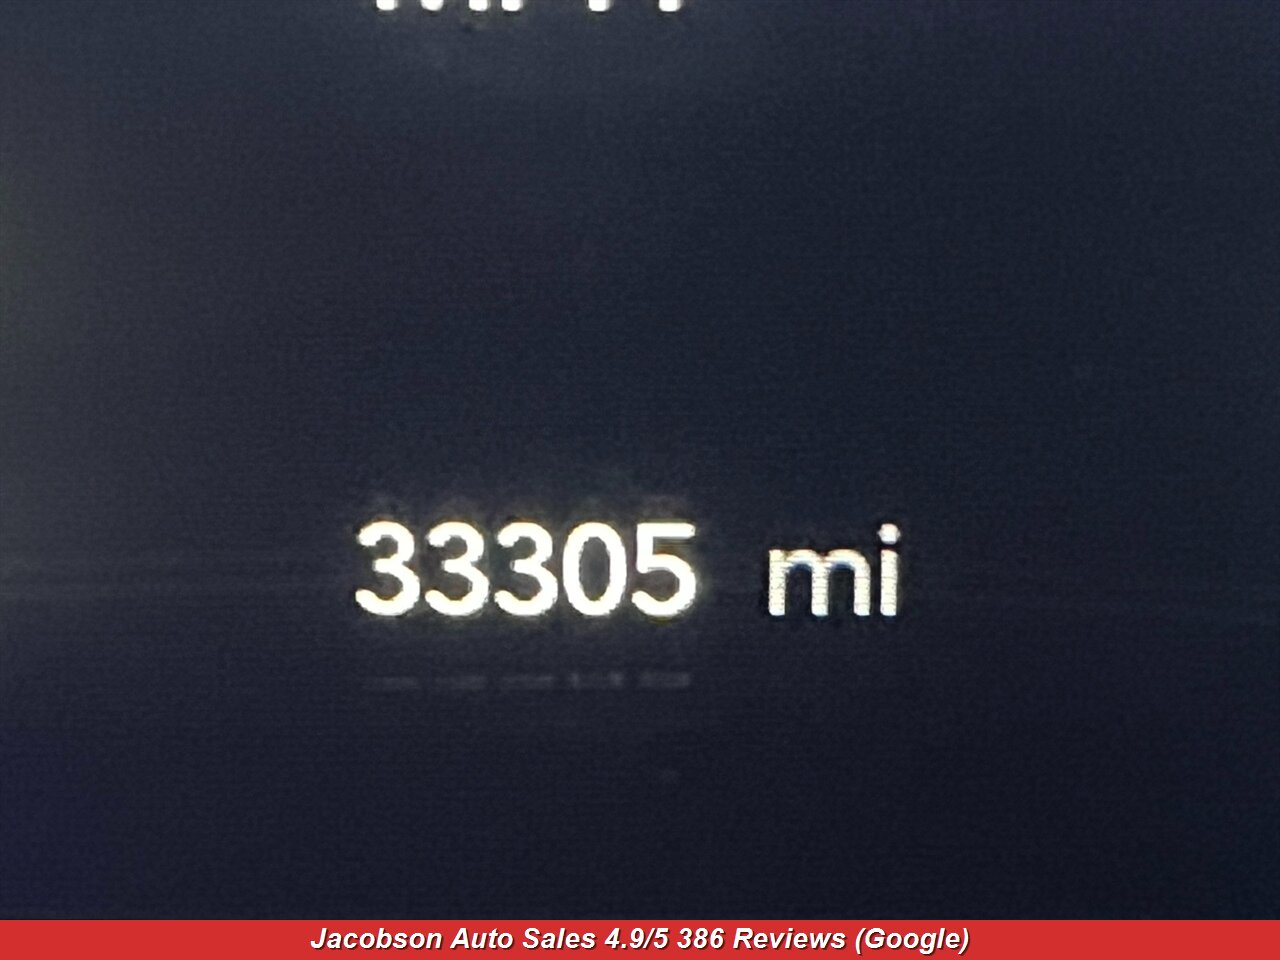 33305 mi
Jacobson Auto Sales 4.9/5 386 Reviews (Google)